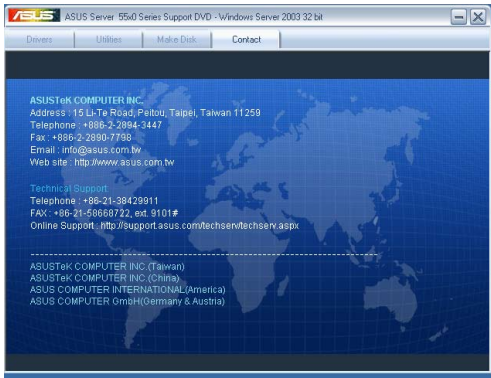 ASUS ASUS Server 55x0 Series Support DVD - Windows Server 2003 32 bit
Drivers Utilities Make Disk Contact
ASUSTeK COMPUTER INC.
Address : 15 Li-Te Road, Peitou, Taipei, Taiwan 11259
Telephone : +886-2-2894-3447
Fax : +886-2-2890-7798
Email : info@asus.com.tw
Web site : http://www.asus.com.tw
Technical Support
Telephone : +86-21-38429911
FAX : +86-21-58668722, ext. 9101#
Online Support : http://support.asus.com/techserv/techserv.aspx
ASUSTeK COMPUTER INC.(Taiwan)
ASUSTeK COMPUTER INC.(China)
ASUS COMPUTER INTERNATIONAL(America)
ASUS COMPUTER GmbH(Germany & Austria)